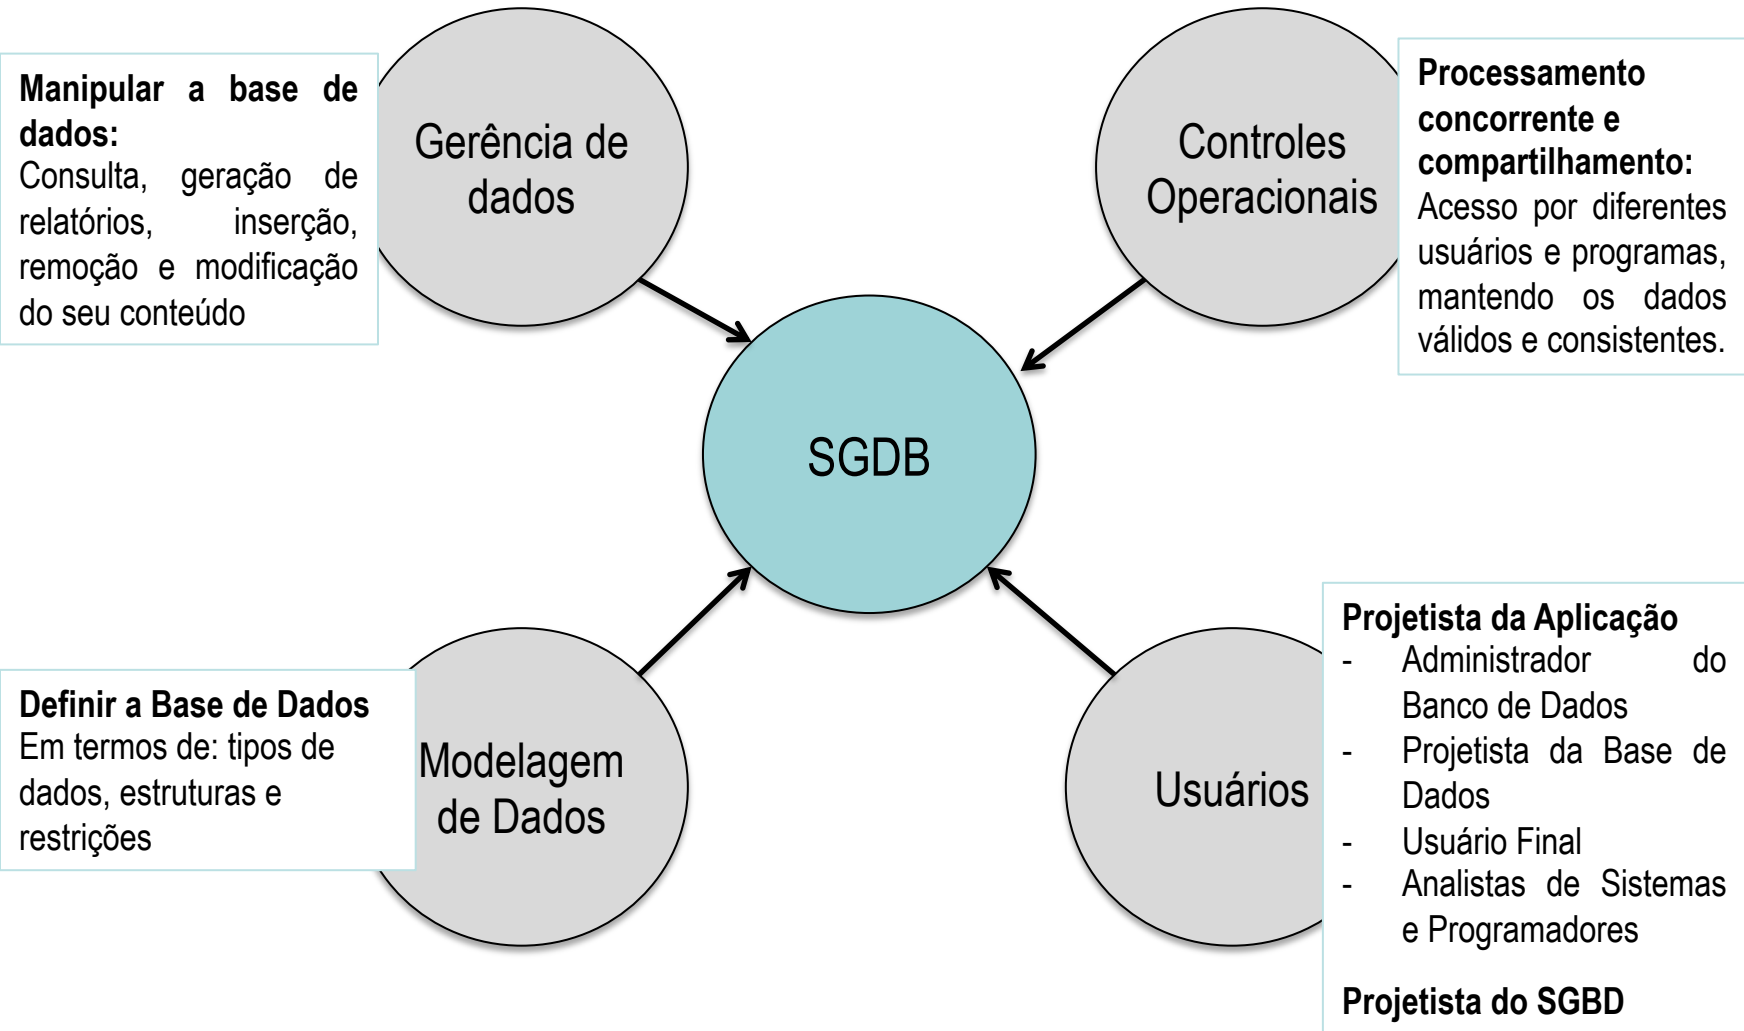 Manipular a base de
dados:
Consulta, geração de
relatórios, inserção,
remoção e modificação
do seu conteúdo
Gerência de
dados
Controles
Operacionais
Processamento
concorrente e
compartilhamento:
Acesso por diferentes
usuários e programas,
mantendo os dados
válidos e consistentes.
SGDB
Definir a Base de Dados
Em termos de: tipos de
dados, estruturas e
restrições
Modelagem
de Dados
Usuários
Projetista da Aplicação
- Administrador do
Banco de Dados
- Projetista da Base de
Dados
- Usuário Final
- Analistas de Sistemas
e Programadores
Projetista do SGBD